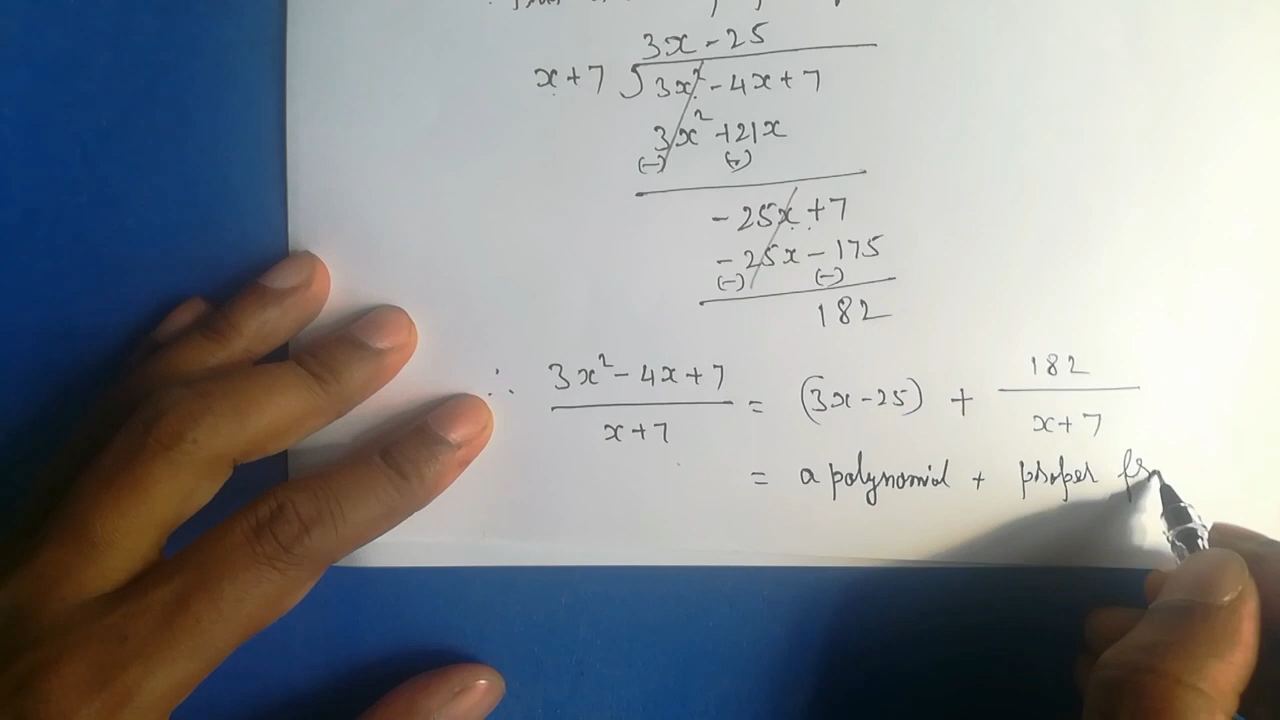 3x - 25
x + 7 ) 3x² - 4x + 7
3x² + 21x
(-) (-)
- 25x + 7
- 25x - 175
(-) (-)
182
∴ 3x² - 4x + 7 / x + 7 = (3x - 25) + 182 / x + 7
= a polynomial + proper